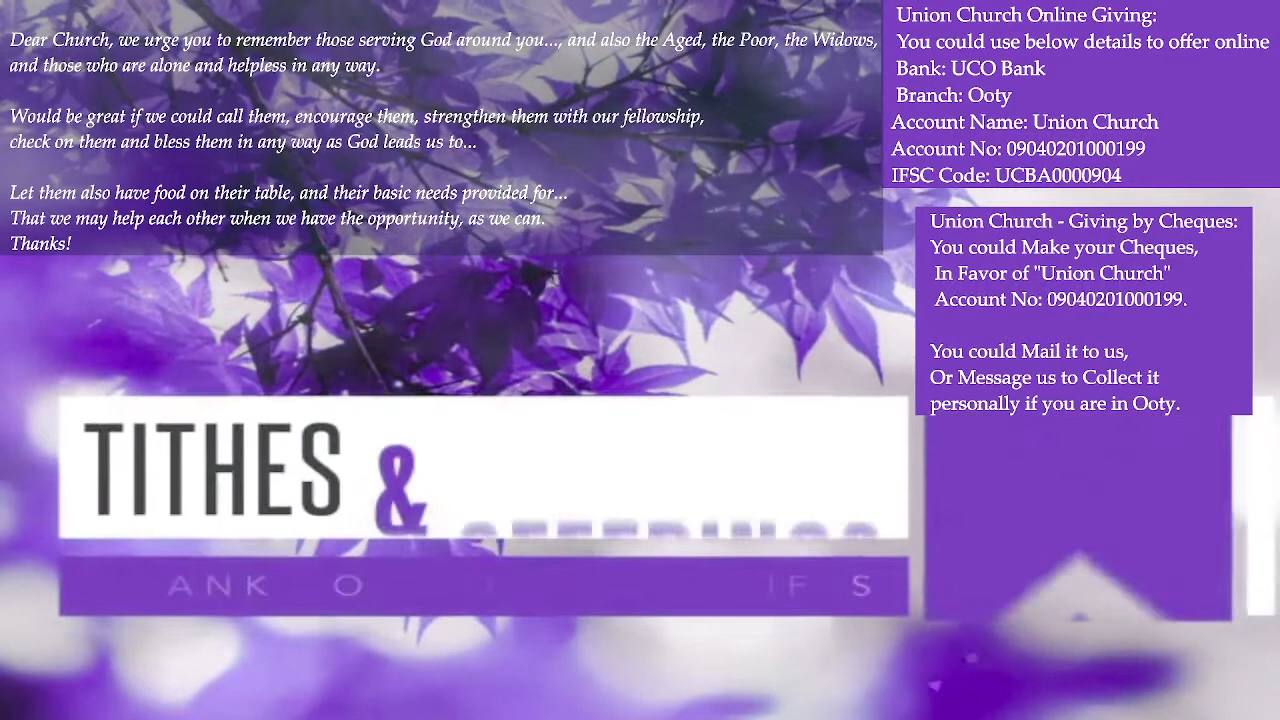 Dear Church, we urge you to remember those serving God around you..., and also the Aged, the Poor, the Widows,
and those who are alone and helpless in any way.
Would be great if we could call them, encourage them, strengthen them with our fellowship,
check on them and bless them in any way as God leads us to...
Let them also have food on their table, and their basic needs provided for...
That we may help each other when we have the opportunity, as we can.
Thanks!
Union Church Online Giving:
You could use below details to offer online
Bank: UCO Bank
Branch: Ooty
Account Name: Union Church
Account No: 09040201000199
IFSC Code: UCBA0000904
Union Church - Giving by Cheques:
You could Make your Cheques,
In Favor of "Union Church"
Account No: 09040201000199.
You could Mail it to us,
Or Message us to Collect it
personally if you are in Ooty.
TITHES &